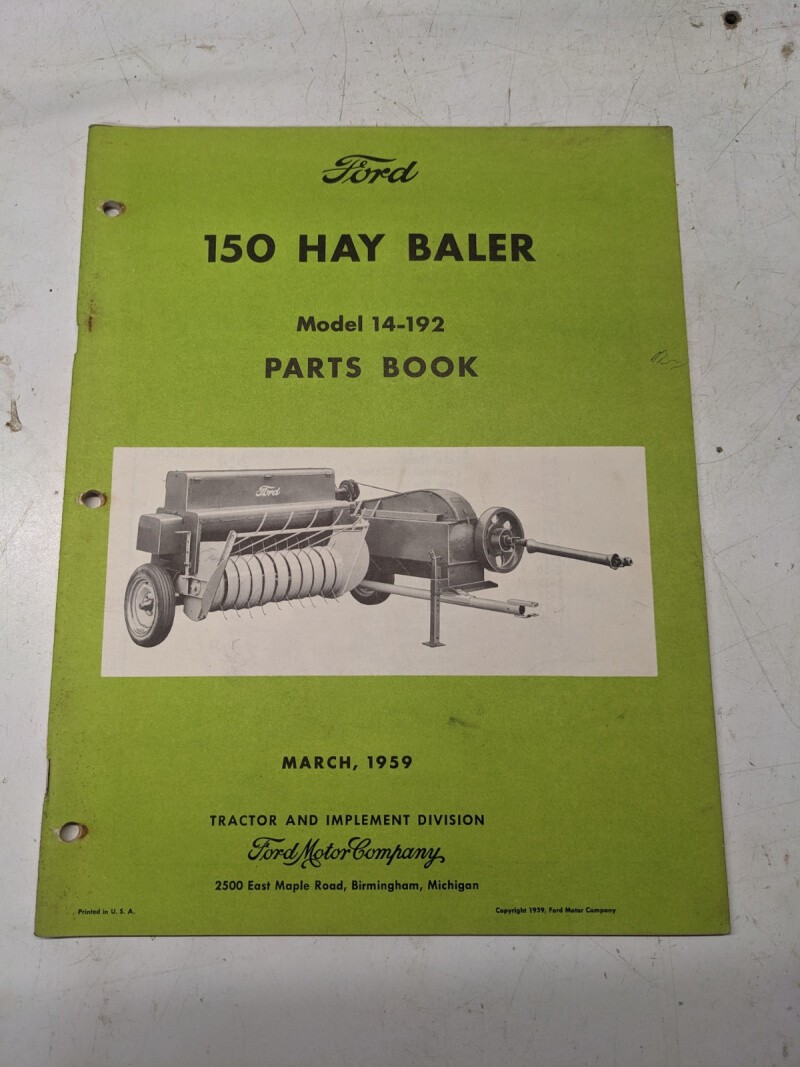 Ford
150 HAY BALER
Model 14-192
PARTS BOOK
Ford
MARCH, 1959
TRACTOR AND IMPLEMENT DIVISION
Ford Motor Company
2500 East Maple Road, Birmingham, Michigan
Printed in U. S. A.
Copyright 1959, Ford Motor Company